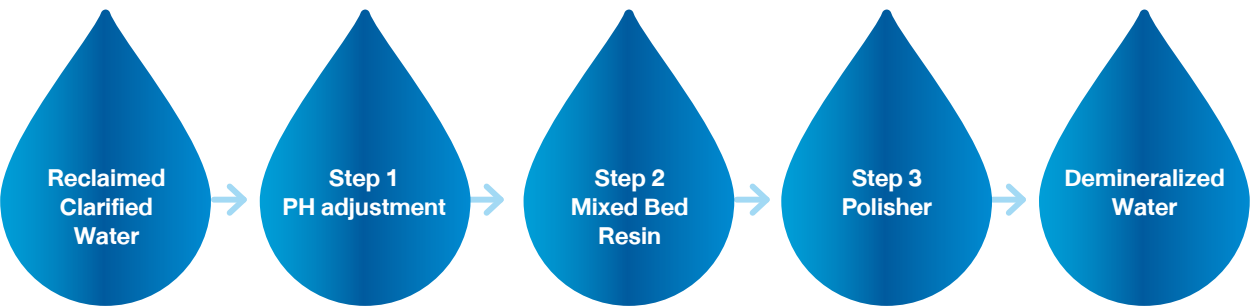 Reclaimed
Clarified
Water
Step 1
PH adjustment
Step 2
Mixed Bed
Resin
Step 3
Polisher
Demineralized
Water